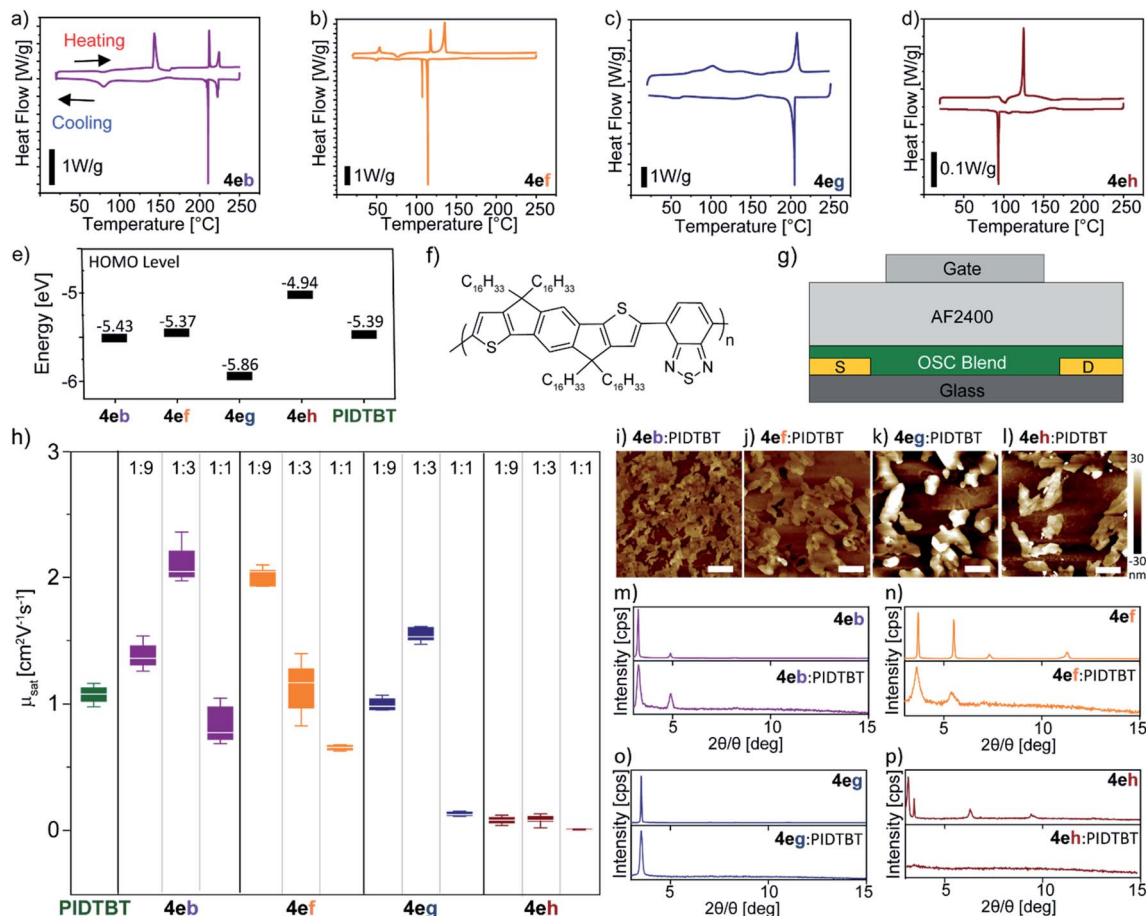 a)
Heating
Cooling
1W/g
4eb
Heat Flow [W/g]
0 50 100 150 200 250
Temperature [°C]
b)
1W/g
4ef
Heat Flow [W/g]
0 50 100 150 200 250
Temperature [°C]
c)
1W/g
4eg
Heat Flow [W/g]
0 50 100 150 200 250
Temperature [°C]
d)
0.1W/g
4eh
Heat Flow [W/g]
0 50 100 150 200 250
Temperature [°C]
e)
HOMO Level
Energy [eV]
-5
-6
-5.43
-5.37
-5.86
-4.94
-5.39
4eb 4ef 4eg 4eh PIDTBT
f)
C16H33 C16H33
S
S
n
N S N
C16H33 C16H33
g)
Gate
AF2400
S OSC Blend D
Glass
h)
μsat [cm²V⁻¹s⁻¹]
3
2
1
0
1:9 1:3 1:1 1:9 1:3 1:1 1:9 1:3 1:1 1:9 1:3 1:1
PIDTBT 4eb 4ef 4eg 4eh
i) 4eb:PIDTBT
j) 4ef:PIDTBT
k) 4eg:PIDTBT
l) 4eh:PIDTBT
30
-30
nm
m)
4eb
4eb:PIDTBT
Intensity [cps]
5 10 15
2θ/θ [deg]
n)
4ef
4ef:PIDTBT
Intensity [cps]
5 10 15
2θ/θ [deg]
o)
4eg
4eg:PIDTBT
Intensity [cps]
5 10 15
2θ/θ [deg]
p)
4eh
4eh:PIDTBT
Intensity [cps]
5 10 15
2θ/θ [deg]